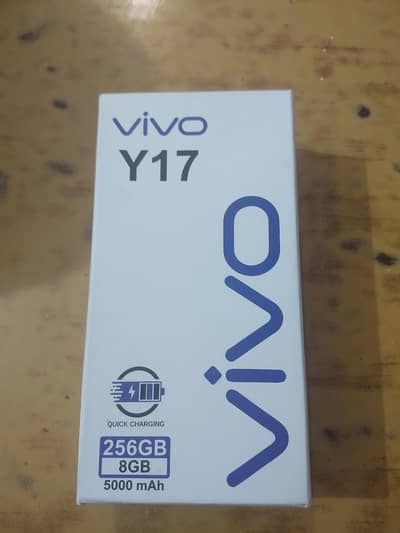 vivo
Y17
vivo
QUICK CHARGING
256GB
8GB
5000 mAh